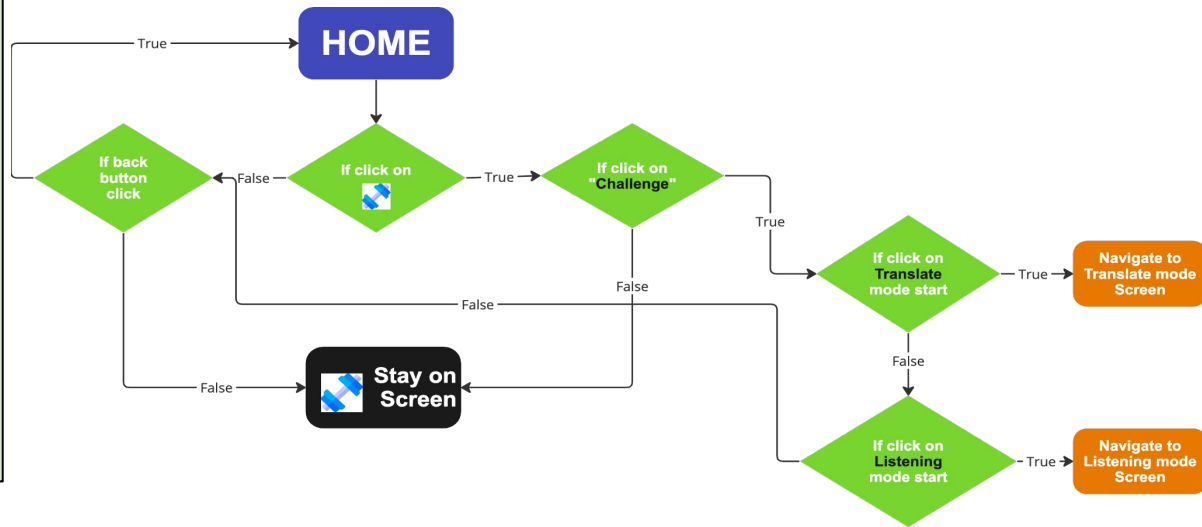 HOME
True
If back
button
click
False
If click on
True
If click on
"Challenge"
True
If click on
Translate
mode start
True
Navigate to
Translate mode
Screen
False
False
False
Stay on
Screen
False
If click on
Listening
mode start
True
Navigate to
Listening mode
Screen